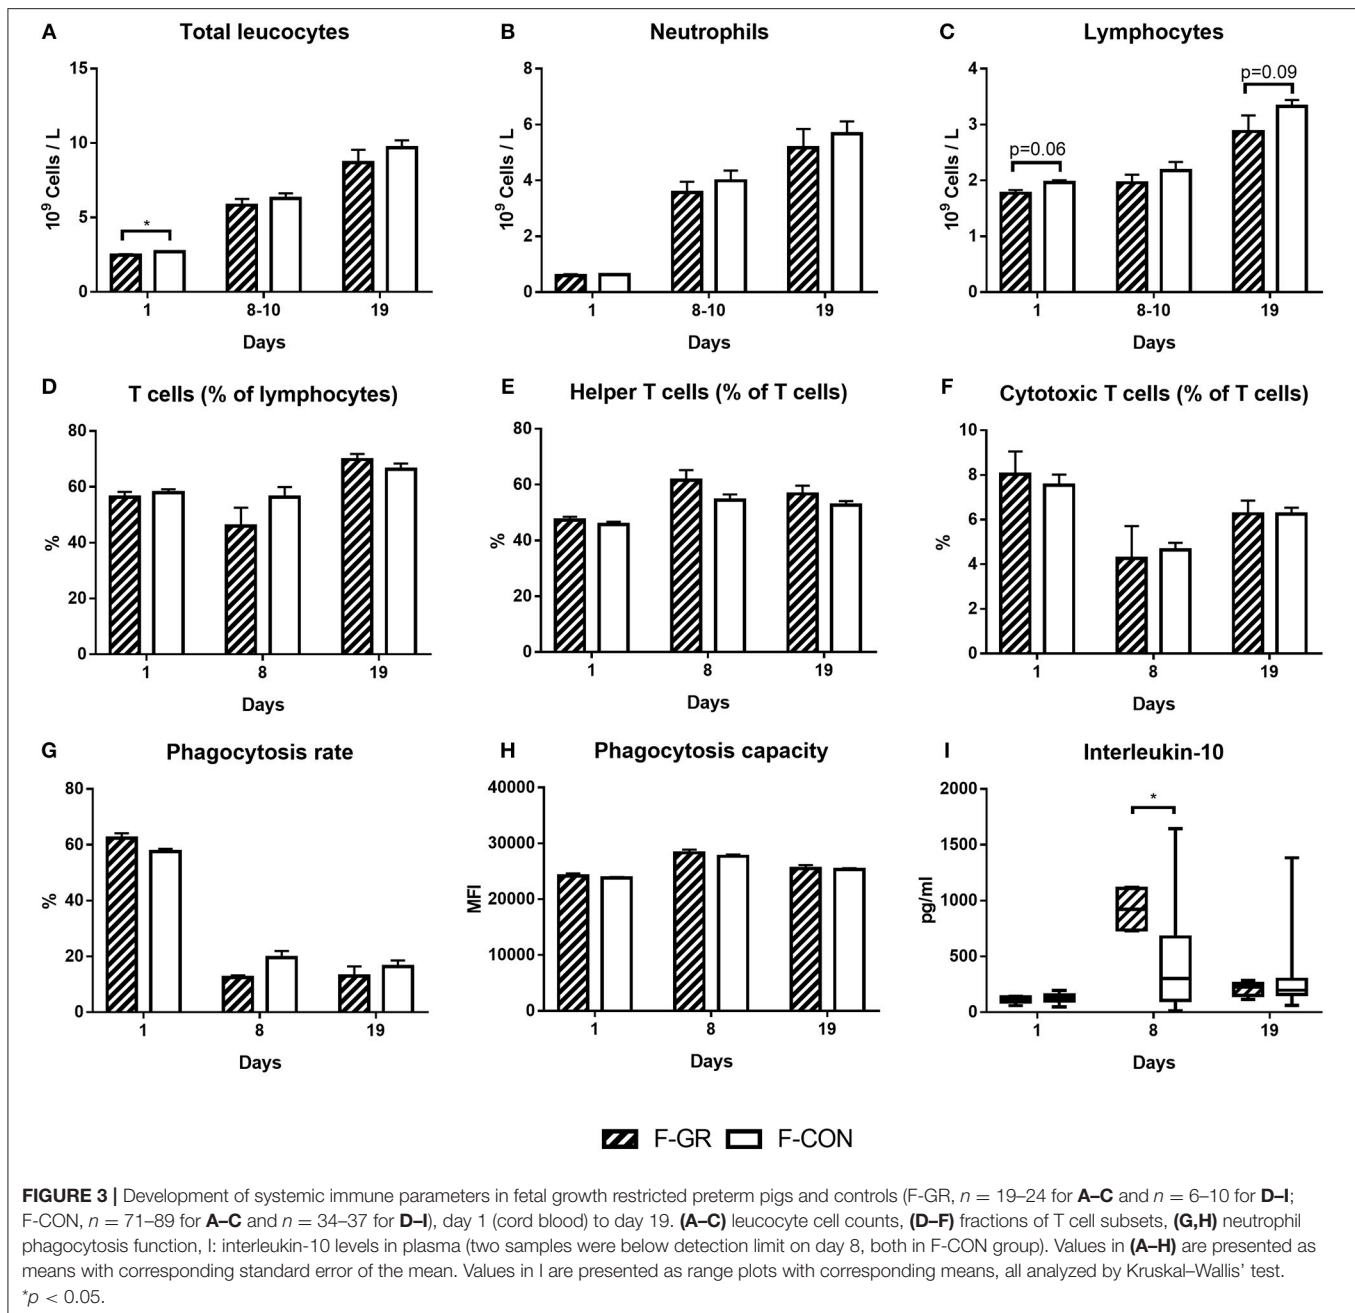 A Total leucocytes
15
10
5
0
10⁹ Cells / L
*
1 8-10 19
Days
B Neutrophils
8
6
4
2
0
10⁹ Cells / L
1 8-10 19
Days
C Lymphocytes
4
3
2
1
0
10⁹ Cells / L
p=0.06
p=0.09
1 8-10 19
Days
D T cells (% of lymphocytes)
80
60
40
20
0
%
1 8 19
Days
E Helper T cells (% of T cells)
80
60
40
60
0
%
1 8 19
Days
F Cytotoxic T cells (% of T cells)
10
8
6
4
2
0
%
1 8 19
Days
G Phagocytosis rate
80
60
40
20
0
%
1 8 19
Days
H Phagocytosis capacity
40000
30000
20000
10000
0
MFI
1 8 19
Days
I Interleukin-10
2000
1500
1000
500
0
pg/ml
*
1 8 19
Days
F-GR F-CON
FIGURE 3 | Development of systemic immune parameters in fetal growth restricted preterm pigs and controls (F-GR, n = 19–24 for A–C and n = 6–10 for D–I;
F-CON, n = 71–89 for A–C and n = 34–37 for D–I), day 1 (cord blood) to day 19. (A–C) leucocyte cell counts, (D–F) fractions of T cell subsets, (G,H) neutrophil
phagocytosis function, I: interleukin-10 levels in plasma (two samples were below detection limit on day 8, both in F-CON group). Values in (A–H) are presented as
means with corresponding standard error of the mean. Values in I are presented as range plots with corresponding means, all analyzed by Kruskal–Wallis' test.
*p < 0.05.